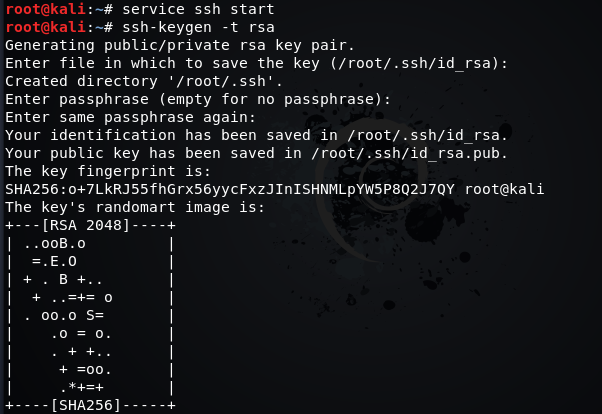 root@kali:~# service ssh start
root@kali:~# ssh-keygen -t rsa
Generating public/private rsa key pair.
Enter file in which to save the key (/root/.ssh/id_rsa):
Created directory '/root/.ssh'.
Enter passphrase (empty for no passphrase):
Enter same passphrase again:
Your identification has been saved in /root/.ssh/id_rsa.
Your public key has been saved in /root/.ssh/id_rsa.pub.
The key fingerprint is:
SHA256:o+7LkRJ55fhGrx56yycFxzJInISHNMLpYW5P8Q2J7QY root@kali
The key's randomart image is:
+---[RSA 2048]----+
| ..ooB.o         |
|  =.E.O          |
| + . B +..       |
|  + ..=+= o      |
| . oo.o S=       |
|    .o = o.      |
|    . + +..      |
|     + =oo.      |
|     .*+=+       |
+----[SHA256]-----+